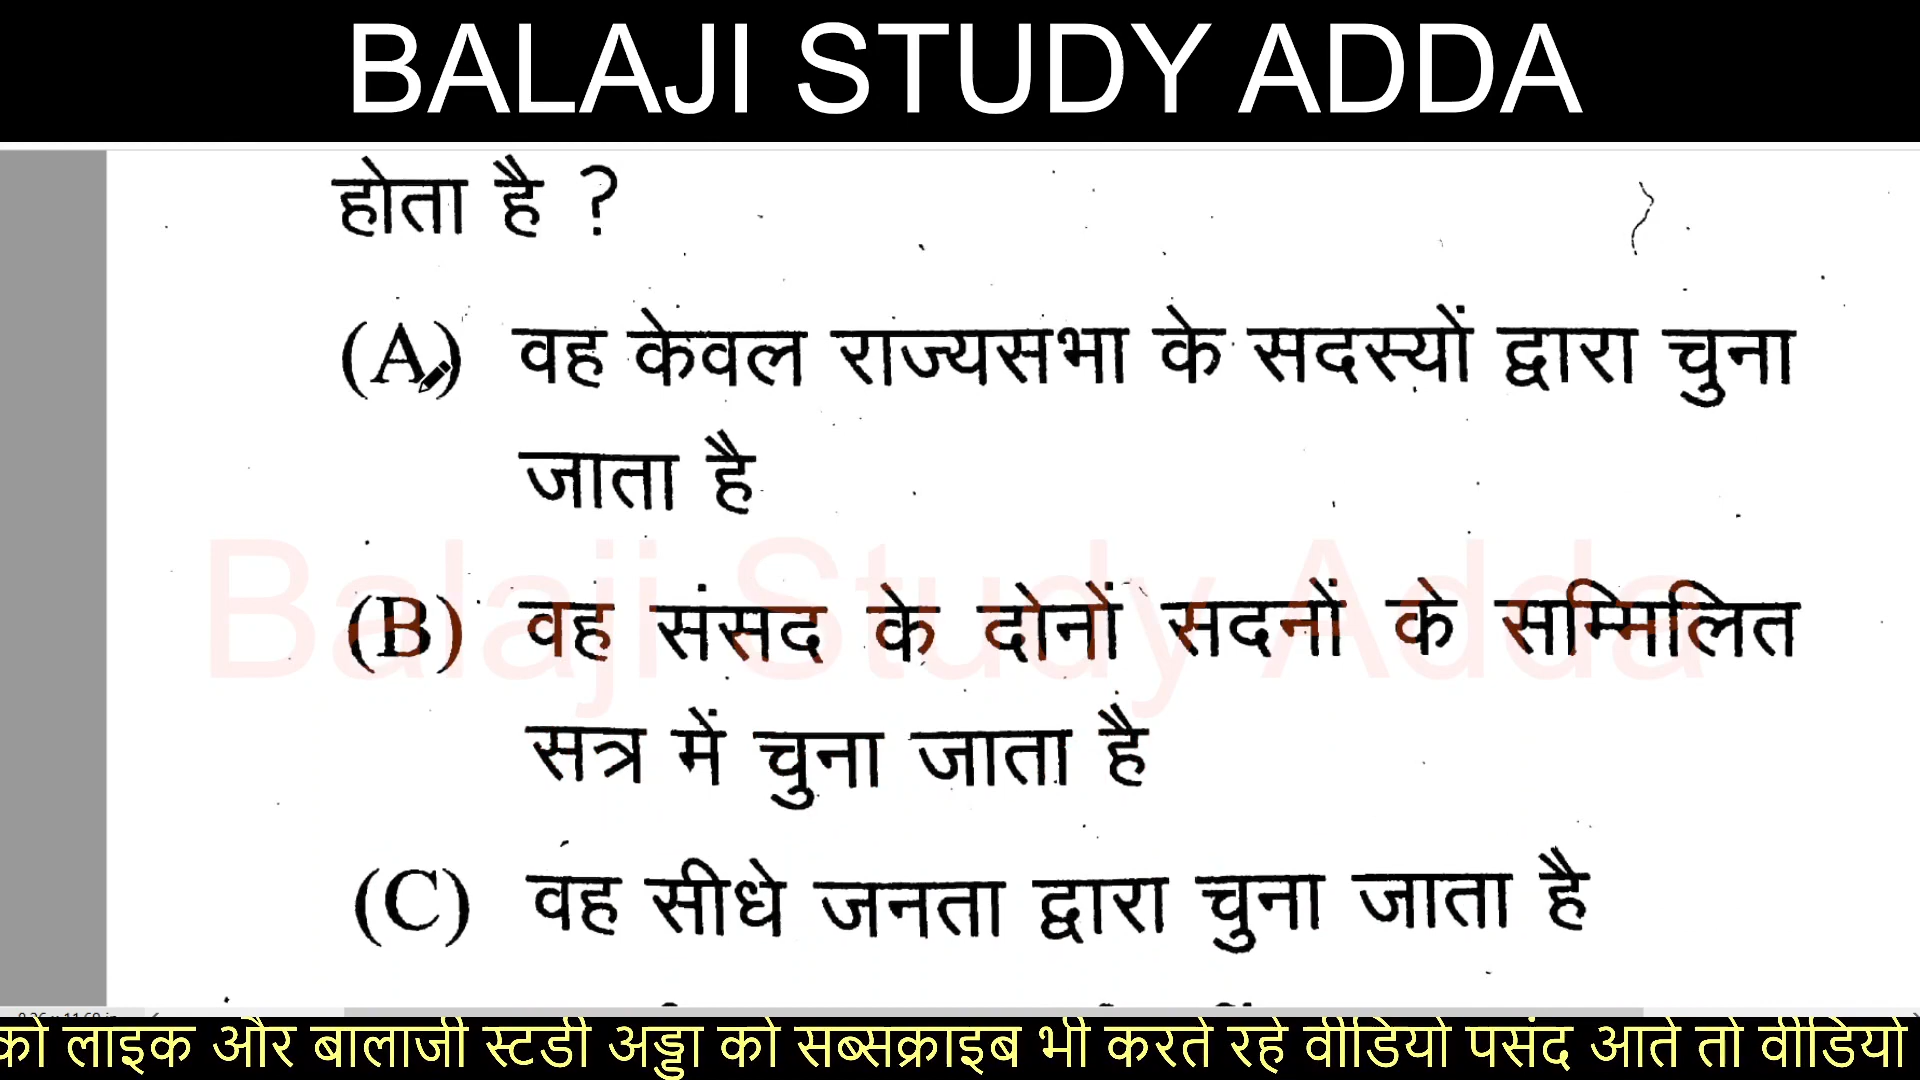 BALAJI STUDY ADDA
होता है ?
(A) वह केवल राज्यसभा के सदस्यों द्वारा चुना
जाता है
Balaji Study Adda
(B) वह संसद के दोनों सदनों के सम्मिलित
सत्र में चुना जाता है
(C) वह सीधे जनता द्वारा चुना जाता है
को लाइक और बालाजी स्टडी अड्डा को सब्सक्राइब भी करते रहे वीडियो पसंद आते तो वीडियो